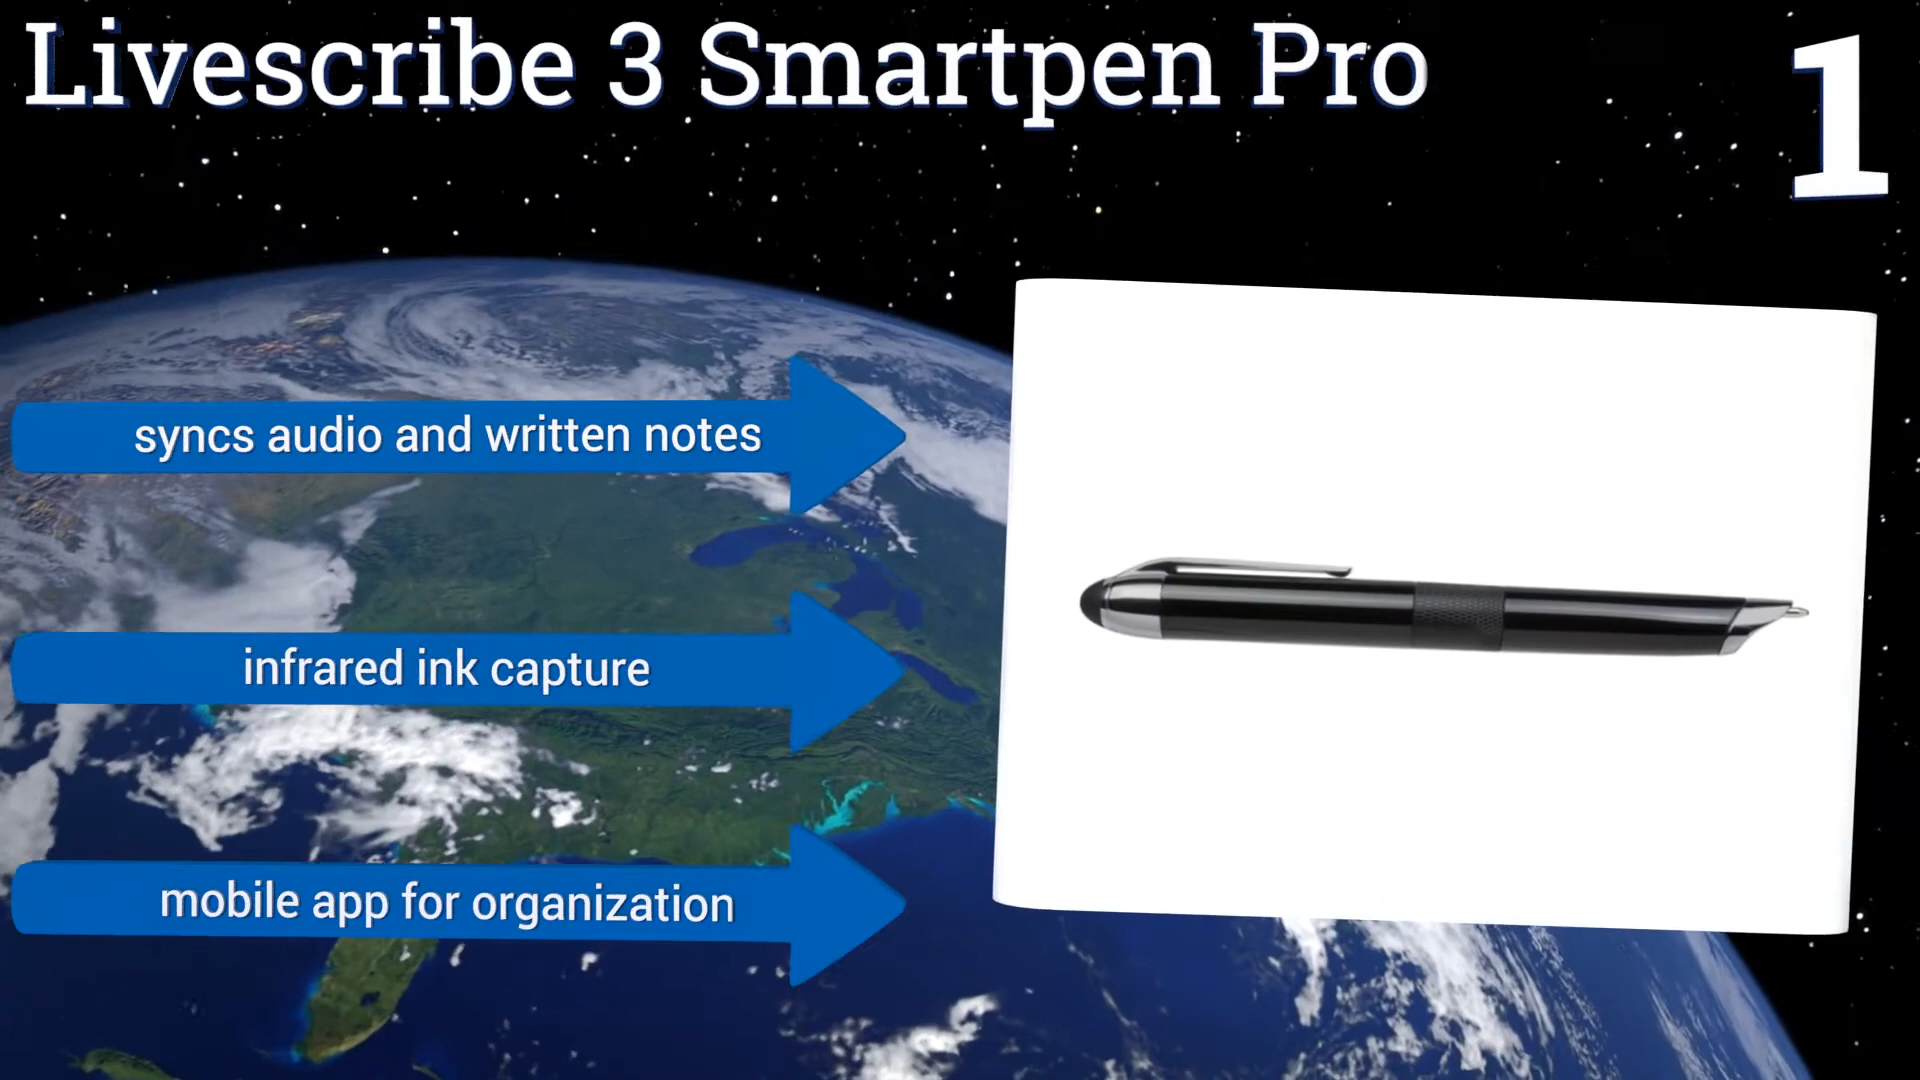 Livescribe 3 Smartpen Pro
1
syncs audio and written notes
infrared ink capture
mobile app for organization